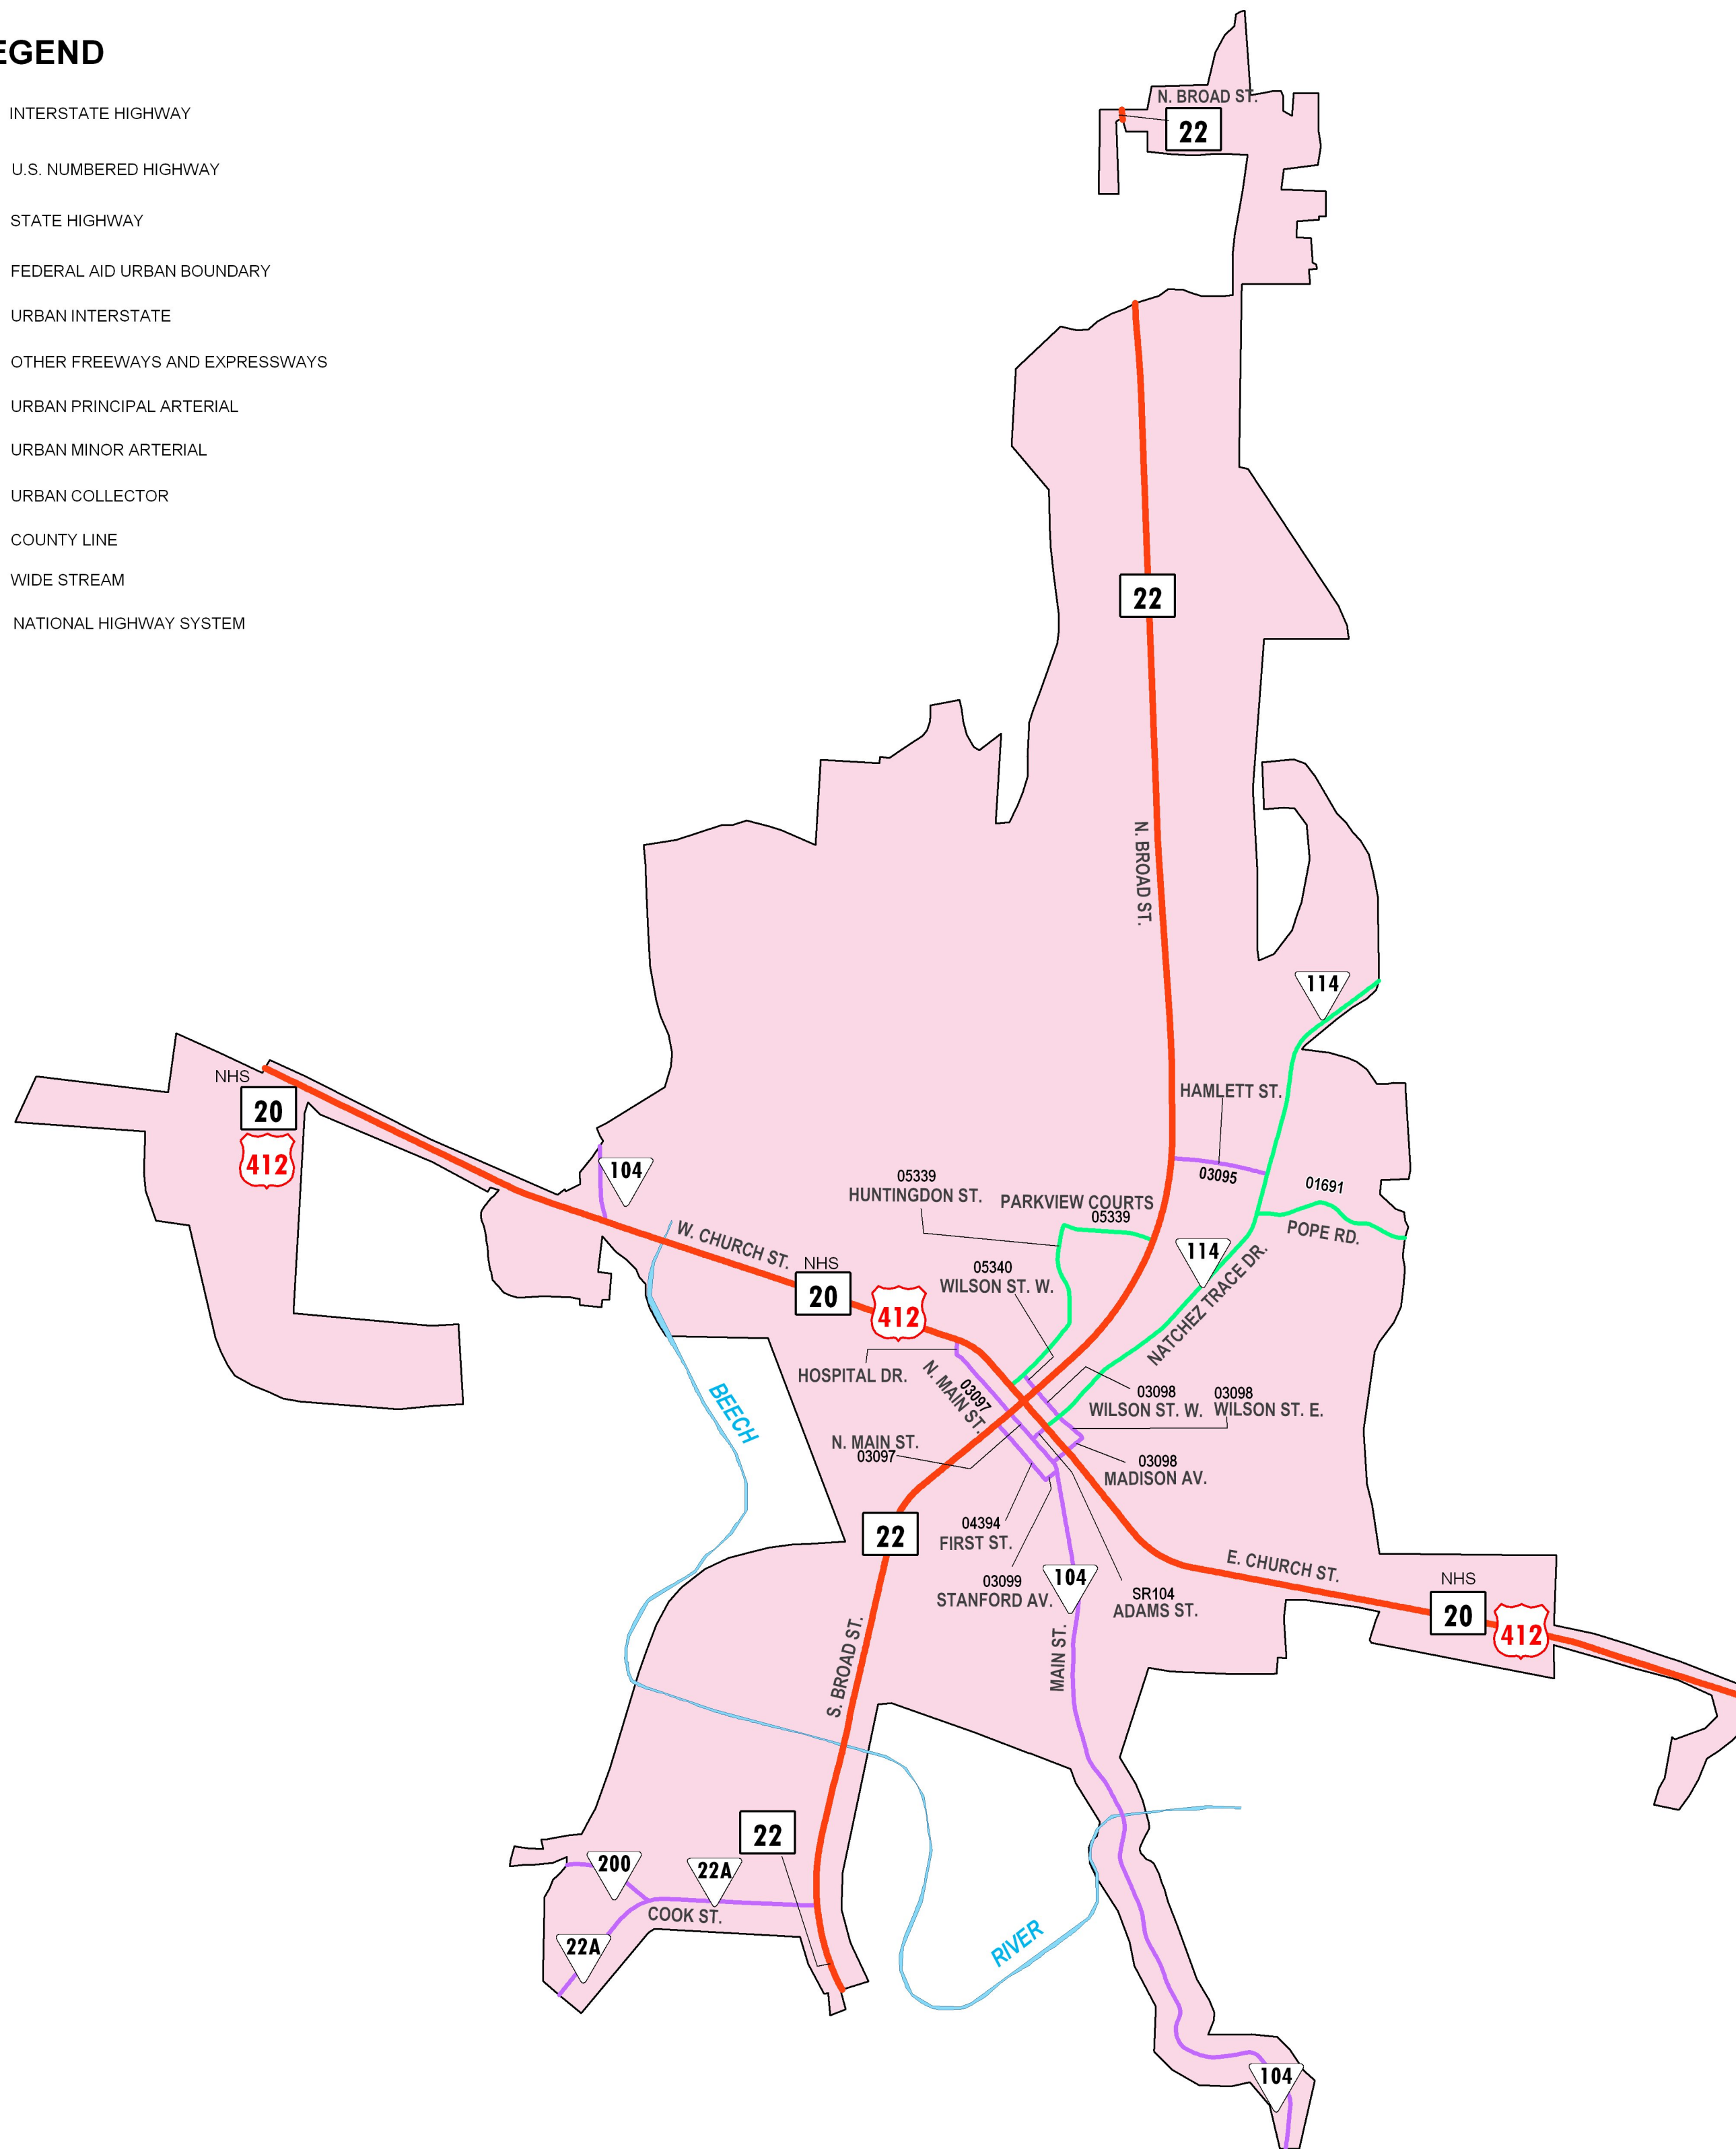 EGEND
INTERSTATE HIGHWAY
U.S. NUMBERED HIGHWAY
STATE HIGHWAY
FEDERAL AID URBAN BOUNDARY
URBAN INTERSTATE
OTHER FREEWAYS AND EXPRESSWAYS
URBAN PRINCIPAL ARTERIAL
URBAN MINOR ARTERIAL
URBAN COLLECTOR
COUNTY LINE
WIDE STREAM
NATIONAL HIGHWAY SYSTEM
N. BROAD ST.
22
22
N. BROAD ST.
114
NHS
20
412
HAMLETT ST.
03095
104
05339
HUNTINGDON ST.
PARKVIEW COURTS
05339
01691
POPE RD.
W. CHURCH ST.
NHS
20
412
05340
WILSON ST. W.
114
NATCHEZ TRACE DR.
HOSPITAL DR.
N. MAIN ST.
03097
03098
WILSON ST. W.
03098
WILSON ST. E.
BEECH
N. MAIN ST.
03097
03098
MADISON AV.
22
04394
FIRST ST.
03099
STANFORD AV.
104
SR104
ADAMS ST.
E. CHURCH ST.
NHS
20
412
S. BROAD ST.
MAIN ST.
22
200
22A
COOK ST.
22A
RIVER
104